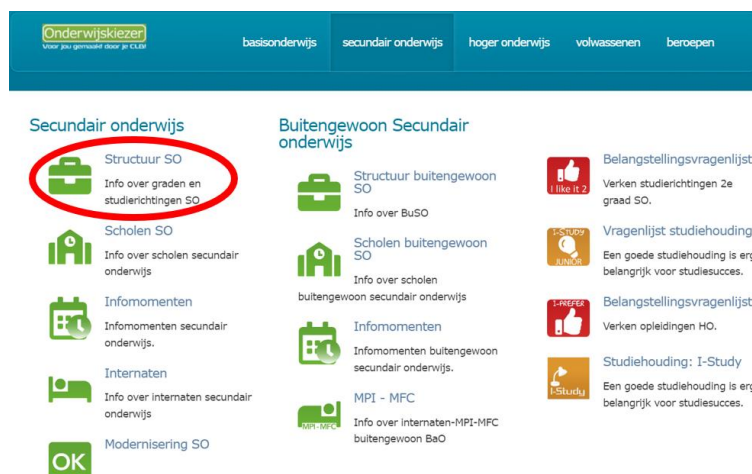 Onderwijskiezer
Voor jou gemaakt door je CLB!
basisonderwijs
secundair onderwijs
hoger onderwijs
volwassenen
beroepen
Secundair onderwijs
Structuur SO
Info over graden en
studierichtingen SO
Scholen SO
Info over scholen secundair
onderwijs
Infomomenten
Infomomenten secundair
onderwijs.
Internaten
Info over internaten secundair
onderwijs
OK
Modernisering SO
Buitengewoon Secundair
onderwijs
Structuur buitengewoon
SO
Info over BuSO
Scholen buitengewoon
SO
Info over scholen
buitengewoon secundair onderwijs
Infomomenten
Infomomenten buitengewoon
secundair onderwijs.
MPI-MFC
MPI - MFC
Info over internaten-MPI-MFC
buitengewoon BaO
I like it 2
Belangstellingsvragenlijst
Verken studierichtingen 2e
graad SO.
I-STUDY
JUNIOR
Vragenlijst studiehouding
Een goede studiehouding is erg
belangrijk voor studiesucces.
I-PREFER
Belangstellingsvragenlijst
Verken opleidingen HO.
I-Study
Studiehouding: I-Study
Een goede studiehouding is erg
belangrijk voor studiesucces.